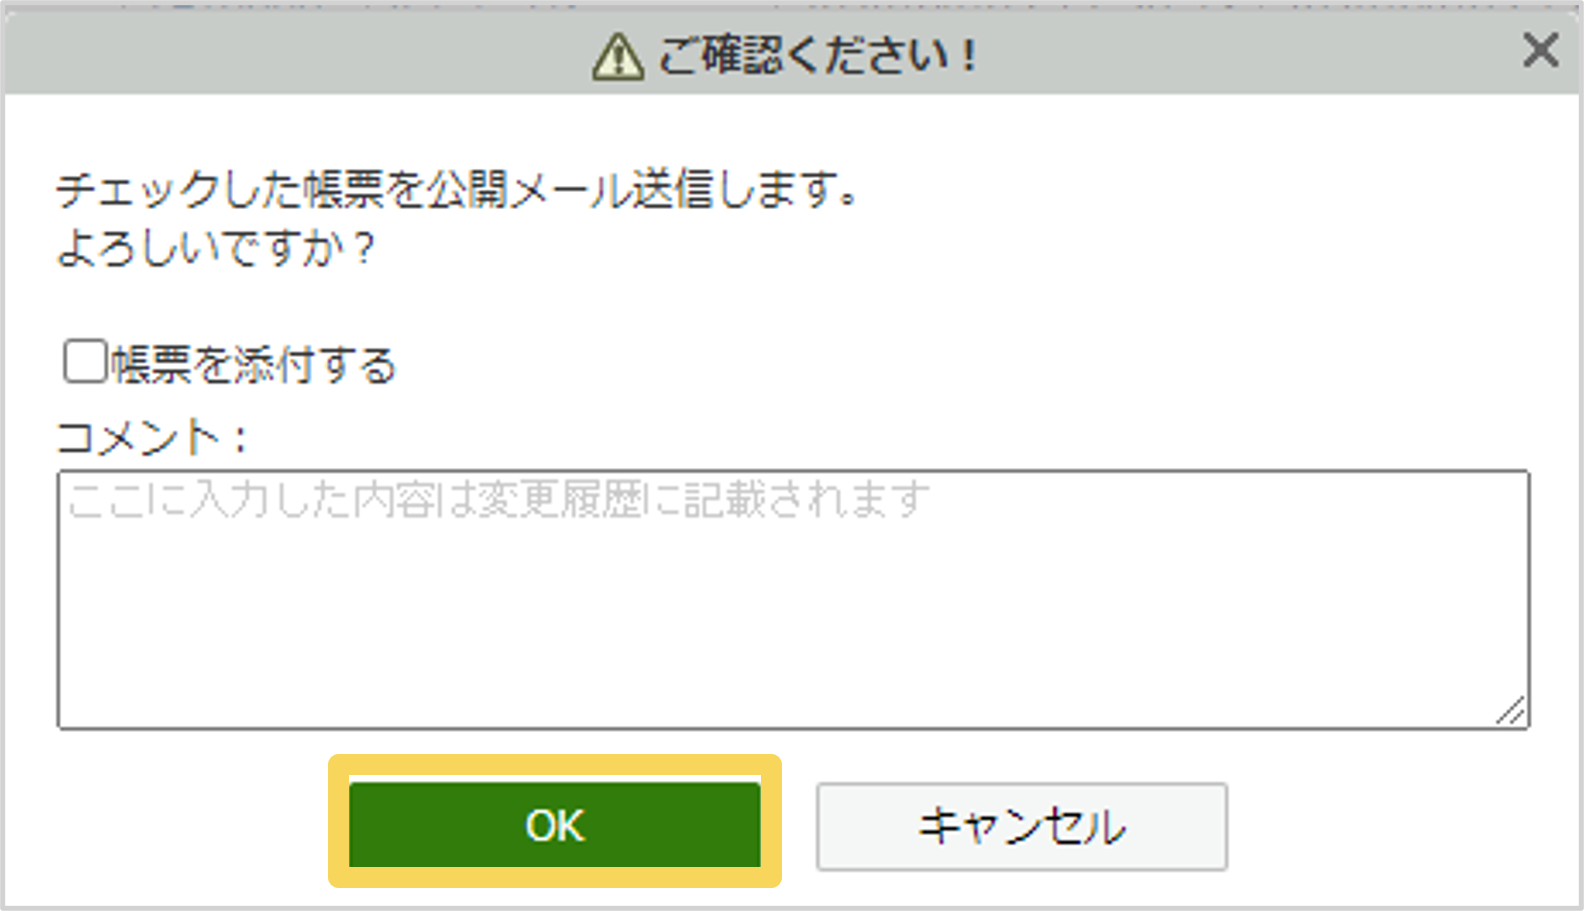 ご確認ください！
チェックした帳票を公開メール送信します。
よろしいですか？
帳票を添付する
コメント：
ここに入力した内容は変更履歴に記載されます
OK
キャンセル